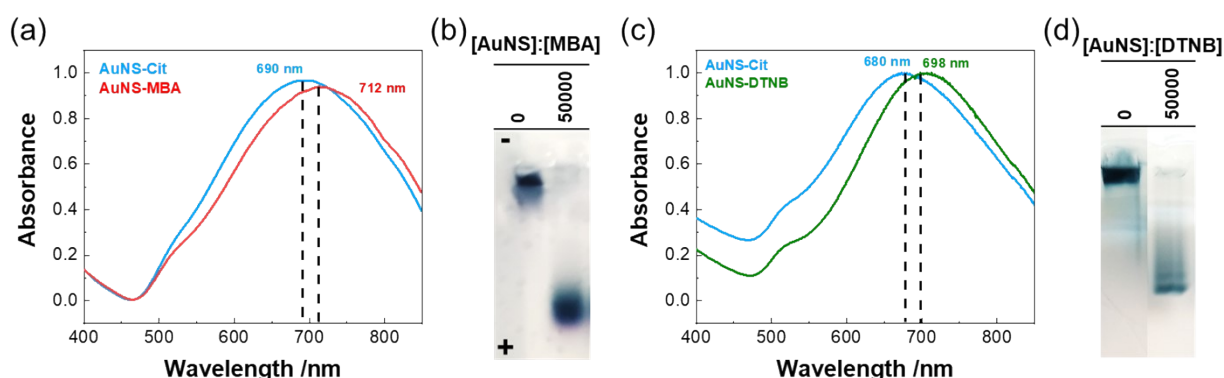 (a)
AuNS-Cit
AuNS-MBA
690 nm
712 nm
1.0
0.8
0.6
0.4
0.2
0.0
Absorbance
400 500 600 700 800
Wavelength /nm
(b)
[AuNS]:[MBA]
0
50000
-
+
(c)
AuNS-Cit
AuNS-DTNB
680 nm
698 nm
1.0
0.8
0.6
0.4
0.2
0.0
Absorbance
400 500 600 700 800
Wavelength /nm
(d)
[AuNS]:[DTNB]
0
50000